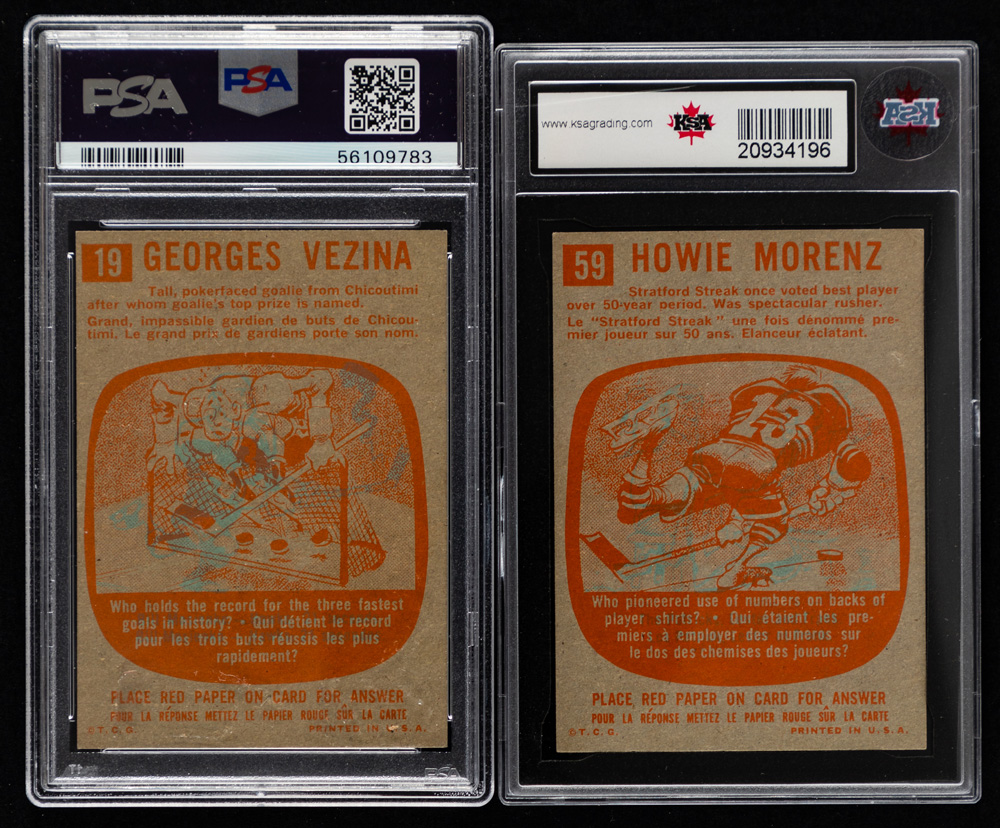 PSA
PSA
56109783
19 GEORGES VEZINA
Tall, pokerfaced goalie from Chicoutimi
after whom goalie's top prize is named.
Grand, impassible gardien de buts de Chicou-
timi. Le grand prix de gardiens porte son nom.
Who holds the record for the three fastest
goals in history? • Qui détient le record
pour les trois buts réussis les plus
rapidement?
PLACE RED PAPER ON CARD FOR ANSWER
POUR LA RÉPONSE METTEZ LE PAPIER ROUGE SUR LA CARTE
©T.C.G. PRINTED IN U.S.A.
PSA
www.ksagrading.com KSA
20934196
KSA
59 HOWIE MORENZ
Stratford Streak once voted best player
over 50-year period. Was spectacular rusher.
Le "Stratford Streak" une fois dénommé pre-
mier joueur sur 50 ans. Elanceur éclatant.
13
Who pioneered use of numbers on backs of
player shirts? • Qui étaient les pre-
miers à employer des numeros sur
le dos des chemises des joueurs?
PLACE RED PAPER ON CARD FOR ANSWER
POUR LA RÉPONSE METTEZ LE PAPIER ROUGE SUR LA CARTE
©T.C.G. PRINTED IN U.S.A.